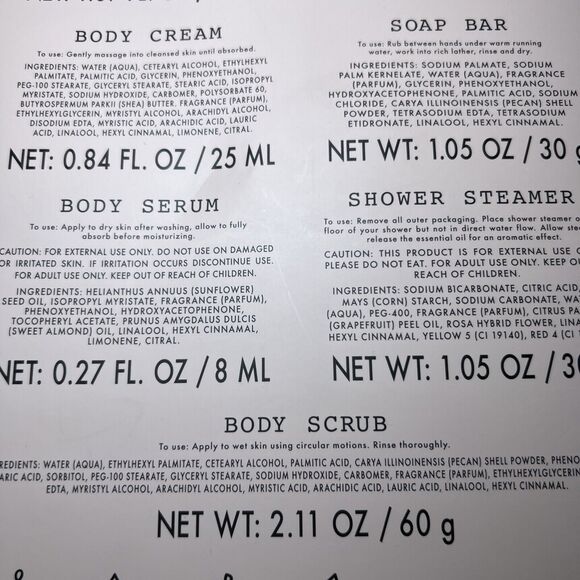 BODY CREAM
To use: Gently massage into cleansed skin until absorbed.
INGREDIENTS: WATER (AQUA), CETEARYL ALCOHOL, ETHYLHEXYL
PALMITATE, PALMITIC ACID, GLYCERIN, PHENOXYETHANOL,
PEG-100 STEARATE, GLYCERYL STEARATE, STEARIC ACID, ISOPROPYL
MYRISTATE, SODIUM HYDROXIDE, CARBOMER, POLYSORBATE 60,
BUTYROSPERMUM PARKII (SHEA) BUTTER. FRAGRANCE (PARFUM),
ETHYLHEXYLGLYCERIN, MYRISTYL ALCOHOL, ARACHIDYL ALCOHOL,
DISODIUM EDTA, MYRISTIC ACID, ARACHIDIC ACID, LAURIC
ACID, LINALOOL, HEXYL CINNAMAL, LIMONENE, CITRAL.
NET: 0.84 FL. OZ / 25 ML
SOAP BAR
To use: Rub between hands under warm running
water, work into rich lather, rinse and dry.
INGREDIENTS: SODIUM PALMATE, SODIUM
PALM KERNELATE, WATER (AQUA), FRAGRANCE
(PARFUM), GLYCERIN, PHENOXYETHANOL,
HYDROXYACETOPHENONE, PALMITIC ACID, SODIUM
CHLORIDE, CARYA ILLINOINENSIS (PECAN) SHELL
POWDER, TETRASODIUM EDTA, TETRASODIUM
ETIDRONATE, LINALOOL, HEXYL CINNAMAL.
NET WT: 1.05 OZ / 30 g
BODY SERUM
To use: Apply to dry skin after washing, allow to fully
absorb before moisturizing.
CAUTION: FOR EXTERNAL USE ONLY. DO NOT USE ON DAMAGED
OR IRRITATED SKIN. IF IRRITATION OCCURS DISCONTINUE USE.
FOR ADULT USE ONLY. KEEP OUT OF REACH OF CHILDREN.
INGREDIENTS: HELIANTHUS ANNUUS (SUNFLOWER)
SEED OIL, ISOPROPYL MYRISTATE, FRAGRANCE (PARFUM),
PHENOXYETHANOL, HYDROXYACETOPHENONE,
TOCOPHERYL ACETATE, PRUNUS AMYGDALUS DULCIS
(SWEET ALMOND) OIL, LINALOOL, HEXYL CINNAMAL,
LIMONENE, CITRAL.
NET: 0.27 FL. OZ / 8 ML
SHOWER STEAMER
To use: Remove all outer packaging. Place shower steamer o
floor of your shower but not in direct water flow. Allow ste
release the essential oil for an aromatic effect.
CAUTION: THIS PRODUCT IS FOR EXTERNAL USE O
PLEASE DO NOT EAT. FOR ADULT USE ONLY. KEEP OU
REACH OF CHILDREN.
INGREDIENTS: SODIUM BICARBONATE, CITRIC ACID,
MAYS (CORN) STARCH, SODIUM CARBONATE, WAT
(AQUA), PEG-400, FRAGRANCE (PARFUM), CITRUS PA
(GRAPEFRUIT) PEEL OIL, ROSA HYBRID FLOWER, LINA
HEXYL CINNAMAL, YELLOW 5 (CI 19140), RED 4 (CI 1
NET WT: 1.05 OZ / 30
BODY SCRUB
To use: Apply to wet skin using circular motions. Rinse thoroughly.
REDIENTS: WATER (AQUA), ETHYLHEXYL PALMITATE, CETEARYL ALCOHOL, PALMITIC ACID, CARYA ILLINOINENSIS (PECAN) SHELL POWDER, PHENO
ARIC ACID, SORBITOL, PEG-100 STEARATE, GLYCERYL STEARATE, SODIUM HYDROXIDE, CARBOMER, FRAGRANCE (PARFUM), ETHYLHEXYLGLYCERIN
EDTA, MYRISTYL ALCOHOL, ARACHIDYL ALCOHOL, MYRISTIC ACID, ARACHIDIC ACID, LAURIC ACID, LINALOOL, HEXYL CINNAMAL.
NET WT: 2.11 OZ / 60 g